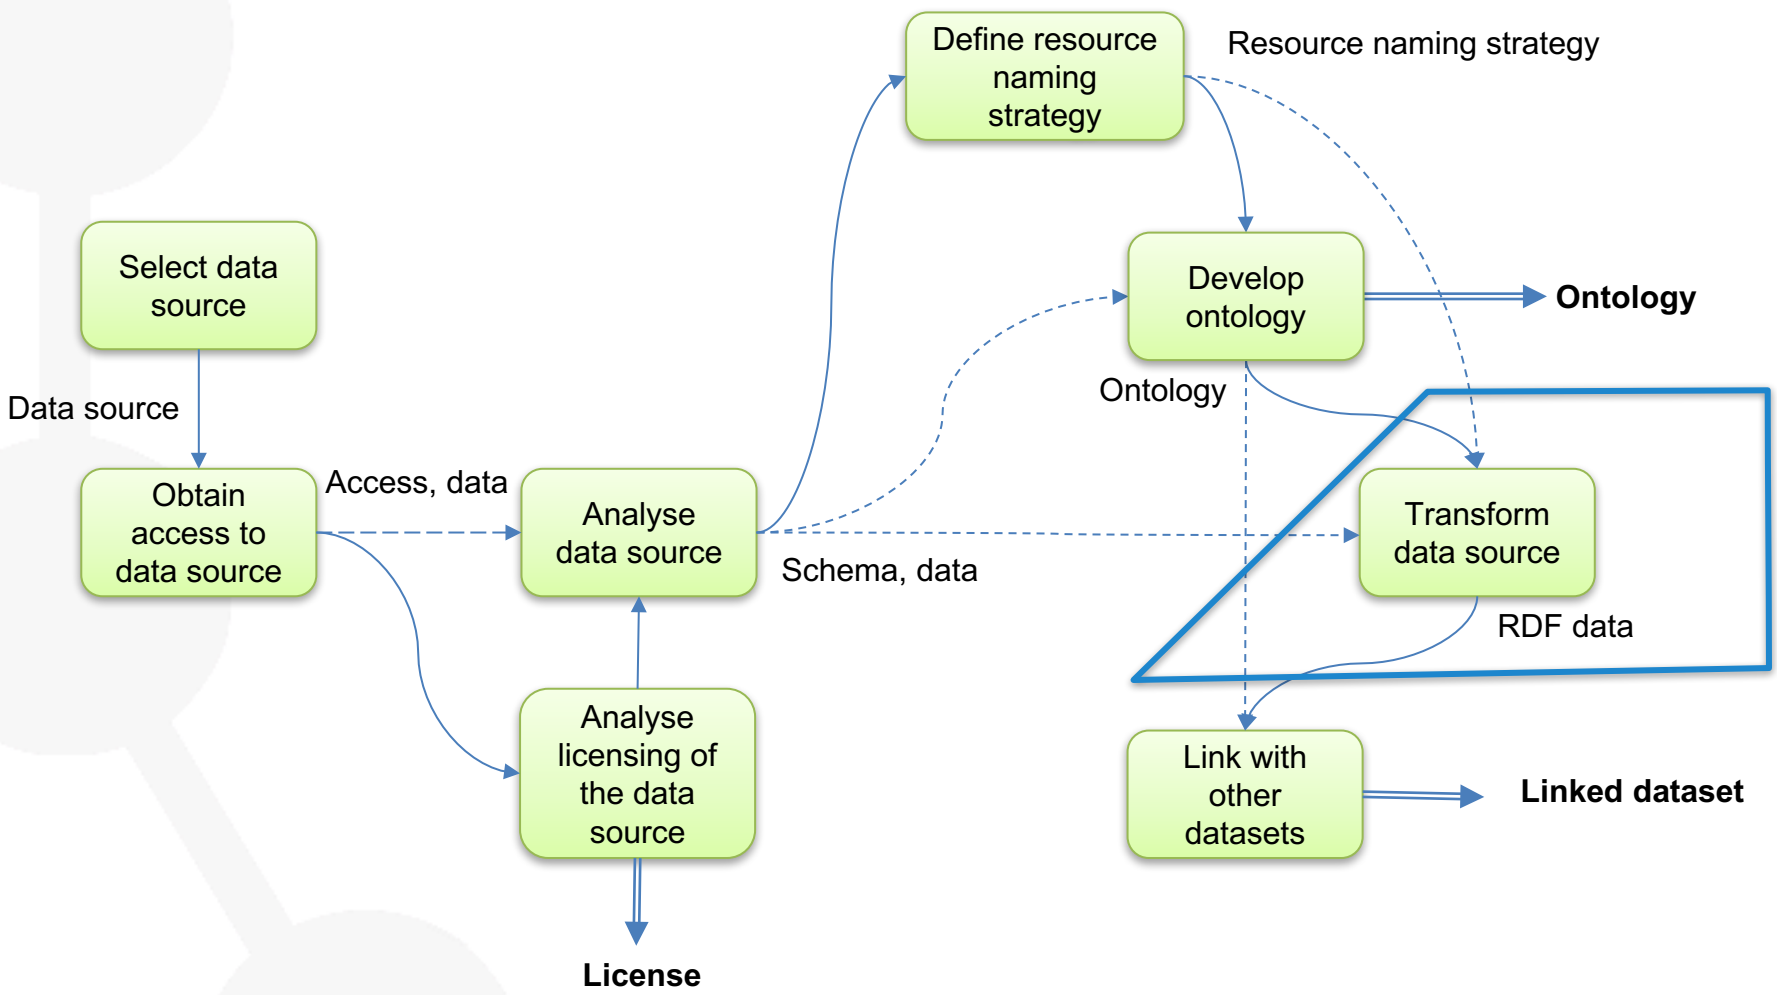 Define resource
naming
strategy
Resource naming strategy
Select data
source
Develop
ontology
Ontology
Data source
Ontology
Obtain
access to
data source
Access, data
Analyse
data source
Schema, data
Transform
data source
RDF data
Analyse
licensing of
the data
source
Link with
other
datasets
Linked dataset
License